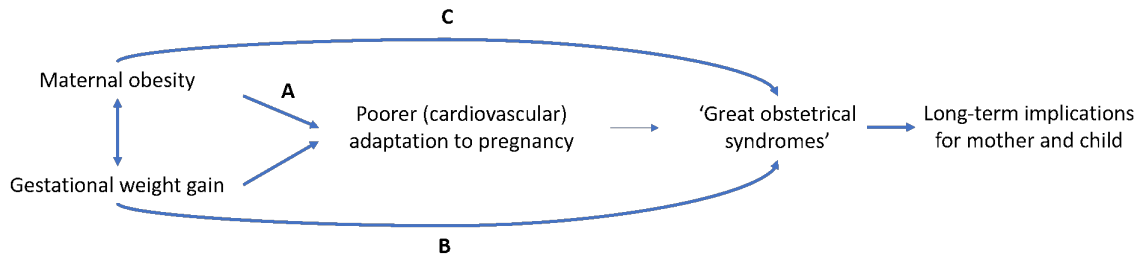 C
Maternal obesity
A
Poorer (cardiovascular)
adaptation to pregnancy
‘Great obstetrical
syndromes’
Long-term implications
for mother and child
Gestational weight gain
B